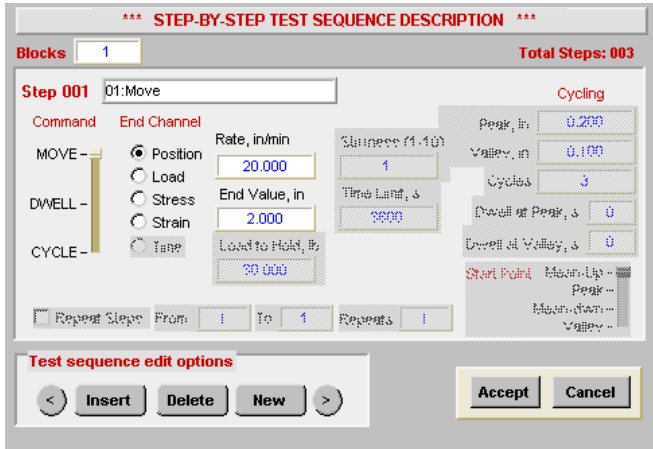 *** STEP-BY-STEP TEST SEQUENCE DESCRIPTION ***
Blocks 1 Total Steps: 003
Step 001 01:Move
Cycling
Command End Channel
MOVE
DWELL
CYCLE
Position
Load
Stress
Strain
Time
Rate, in/min
20.000
End Value, in
2.000
Load to Hold, lb
30.000
Stiffness (1-10)
1
Time Limit, s
3600
Peak, in 0.200
Valley, in 0.100
Cycles 3
Dwell at Peak, s 0
Dwell at Valley, s 0
Start Point Mean-Up
Peak
Mean-down
Valley
Repeat Steps From 1 To 1 Repeats 1
Test sequence edit options
< Insert Delete New >
Accept Cancel